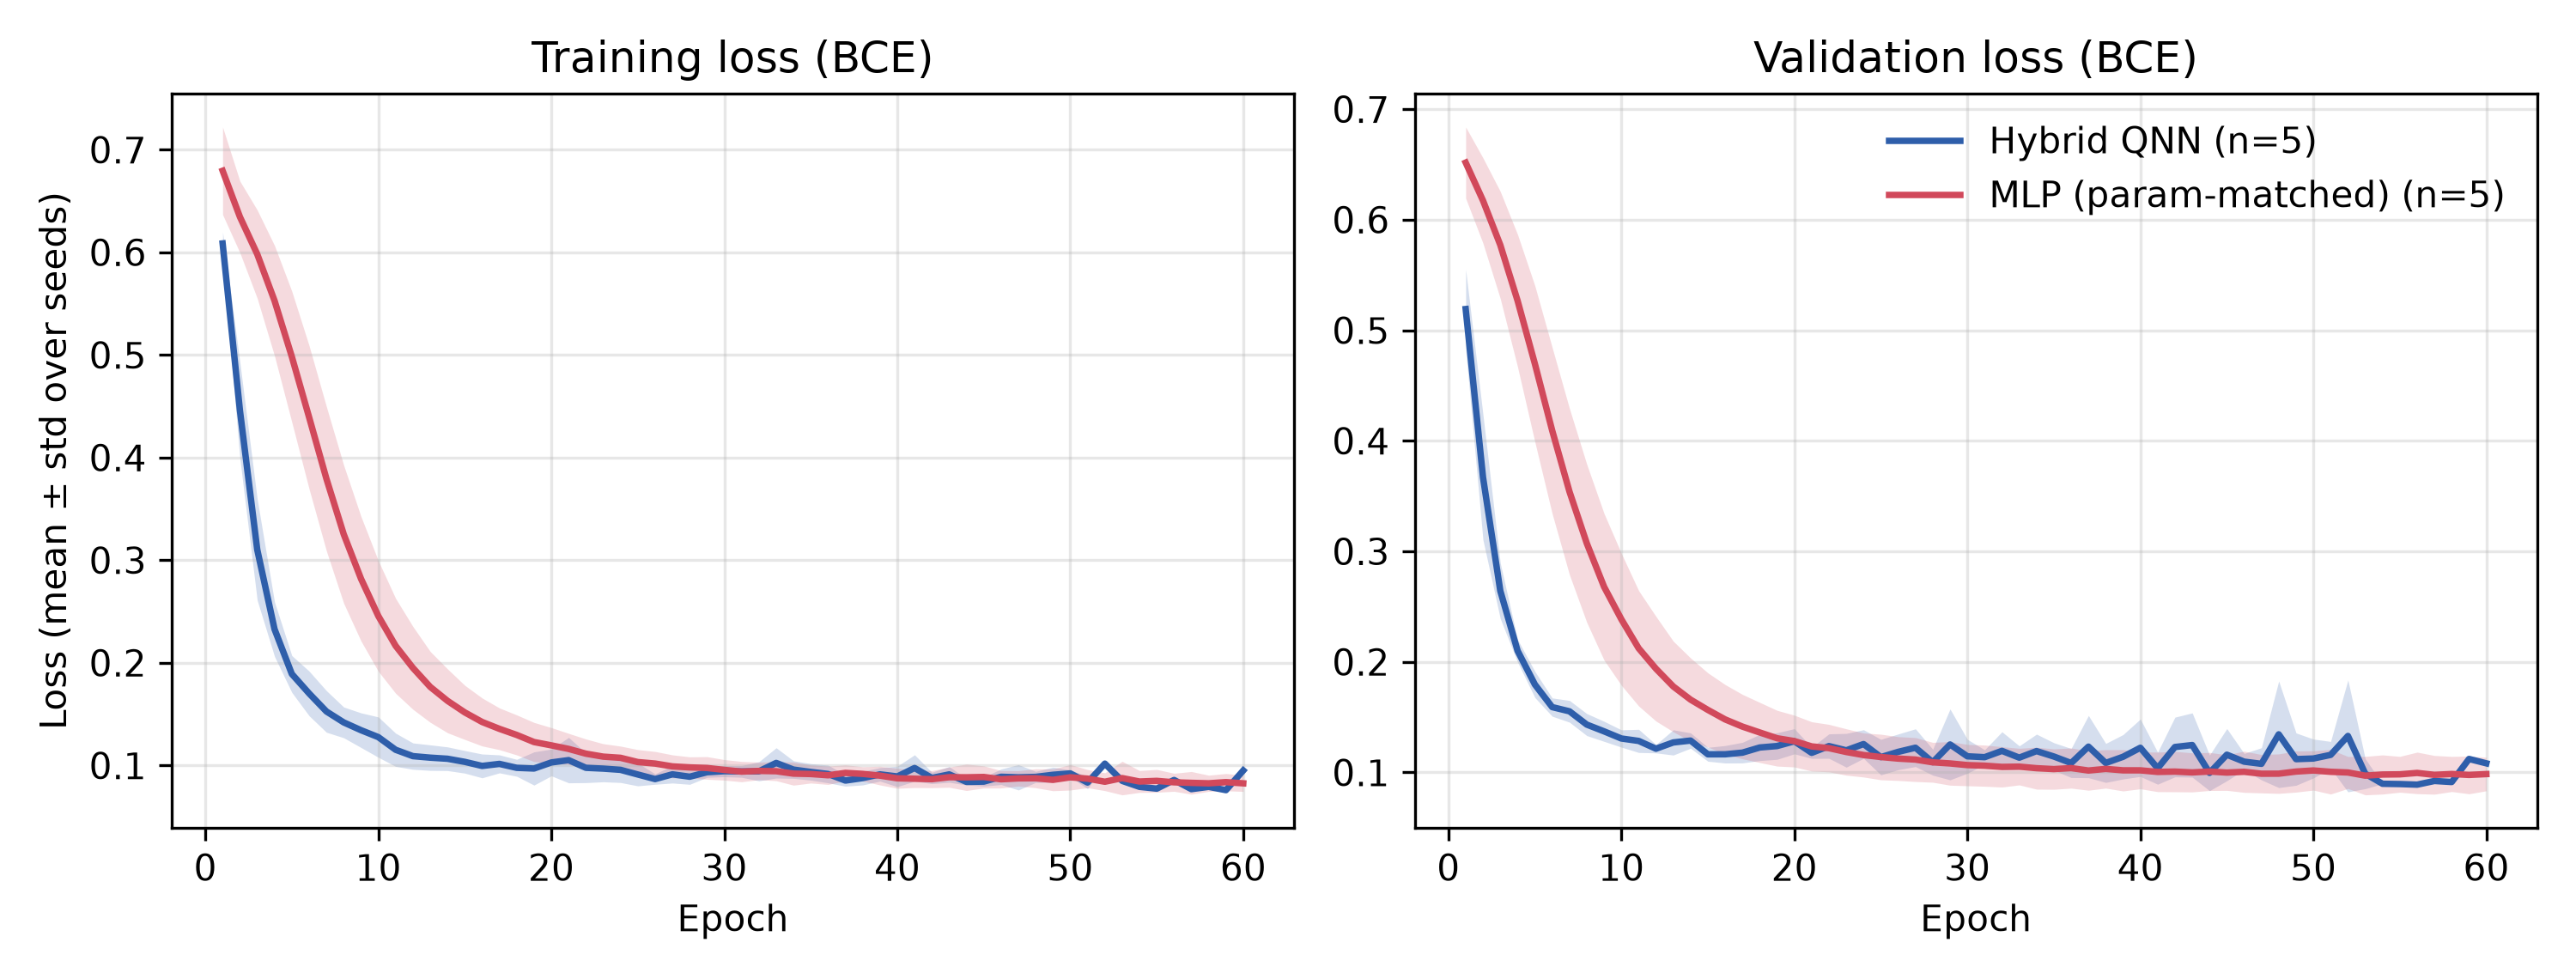 Training loss (BCE)
Loss (mean ± std over seeds)
0.7
0.6
0.5
0.4
0.3
0.2
0.1
0 10 20 30 40 50 60
Epoch
Validation loss (BCE)
Hybrid QNN (n=5)
MLP (param-matched) (n=5)
0.7
0.6
0.5
0.4
0.3
0.2
0.1
0 10 20 30 40 50 60
Epoch